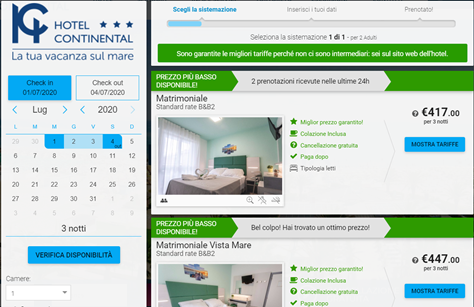 HOTEL
CONTINENTAL
La tua vacanza sul mare
Check in
01/07/2020
Check out
04/07/2020
Lug
2020
L M M G V S D
29 30 1 2 3 4 5
6 7 8 9 10 11 12
13 14 15 16 17 18 19
20 21 22 23 24 25 26
27 28 29 30 31 1 2
3 notti
VERIFICA DISPONIBILITÀ
Camere:
1
Scegli la sistemazione
Inserisci i tuoi dati
Prenotato!
Seleziona la sistemazione 1 di 1 - per 2 Adulti
Sono garantite le migliori tariffe perché non ci sono intermediari: sei sul sito web dell'hotel.
PREZZO PIÙ BASSO
DISPONIBILE!
2 prenotazioni ricevute nelle ultime 24h
Matrimoniale
Standard rate B&B2
Miglior prezzo garantito!
Colazione Inclusa
Cancellazione gratuita
Paga dopo
Tipologia letti
€417.00
per 3 notti
MOSTRA TARIFFE
PREZZO PIÙ BASSO
DISPONIBILE!
Bel colpo! Hai trovato un ottimo prezzo!
Matrimoniale Vista Mare
Standard rate B&B2
Miglior prezzo garantito!
Colazione Inclusa
Cancellazione gratuita
Paga dopo
€447.00
per 3 notti
MOSTRA TARIFFE